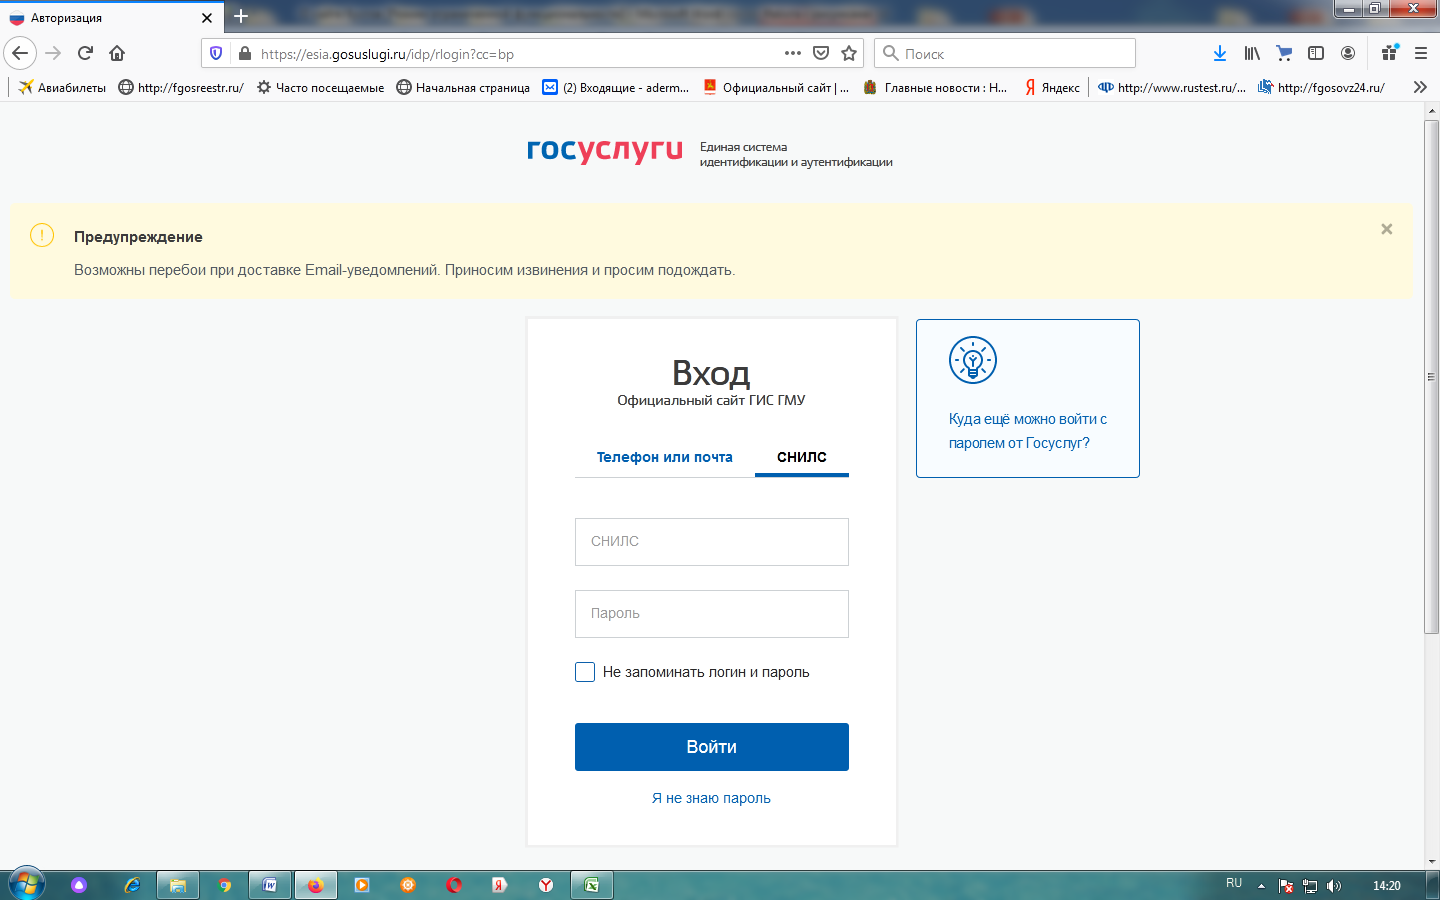 Авторизация
https://esia.gosuslugi.ru/idp/rlogin?cc=bp
Поиск
Авиабилеты
http://fgosreestr.ru/
Часто посещаемые
Начальная страница
(2) Входящие - aderm...
Официальный сайт | ...
Главные новости : Н...
Яндекс
http://www.rustest.ru/...
http://fgosovz24.ru/
госуслуги
Единая система
идентификации и аутентификации
Предупреждение
Возможны перебои при доставке Email-уведомлений. Приносим извинения и просим подождать.
Вход
Официальный сайт ГИС ГМУ
Телефон или почта
СНИЛС
СНИЛС
Пароль
Не запоминать логин и пароль
Войти
Я не знаю пароль
Куда ещё можно войти с
паролем от Госуслуг?
RU
14:20